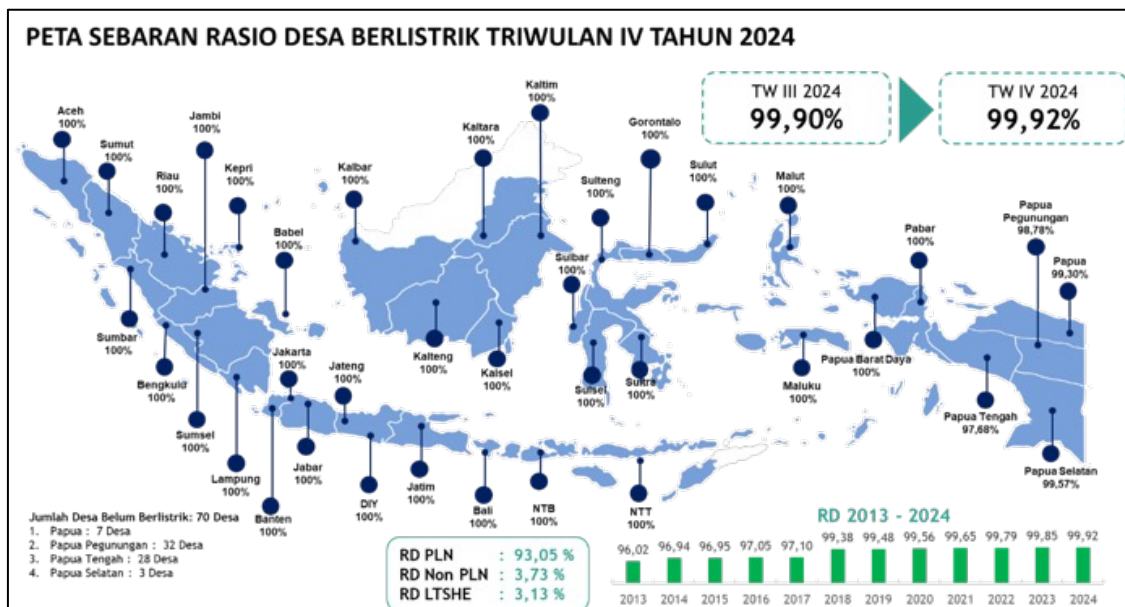 PETA SEBARAN RASIO DESA BERLISTRIK TRIWULAN IV TAHUN 2024
TW III 2024
99,90%
TW IV 2024
99,92%
Aceh
100%
Sumut
100%
Riau
100%
Jambi
100%
Kepri
100%
Babel
100%
Kalbar
100%
Kaltara
100%
Kaltim
100%
Sulteng
100%
Gorontalo
100%
Sulut
100%
Malut
100%
Sulbar
100%
Pabar
100%
Papua
Pegunungan
98,78%
Papua
99,30%
Sumbar
100%
Bengkulu
100%
Sumsel
100%
Lampung
100%
Banten
100%
Jakarta
100%
Jabar
100%
Jateng
100%
DIY
100%
Jatim
100%
Bali
100%
NTB
100%
NTT
100%
Kalteng
100%
Kalsel
100%
Sulsel
100%
Sultra
100%
Maluku
100%
Papua Barat Daya
100%
Papua Tengah
97,68%
Papua Selatan
99,57%
Jumlah Desa Belum Berlistrik: 70 Desa
1. Papua : 7 Desa
2. Papua Pegunungan : 32 Desa
3. Papua Tengah : 28 Desa
4. Papua Selatan : 3 Desa
RD PLN : 93,05 %
RD Non PLN : 3,73 %
RD LTSHE : 3,13 %
RD 2013 - 2024
96,02 96,94 96,95 97,05 97,10 99,38 99,48 99,56 99,65 99,79 99,85 99,92
2013 2014 2015 2016 2017 2018 2019 2020 2021 2022 2023 2024